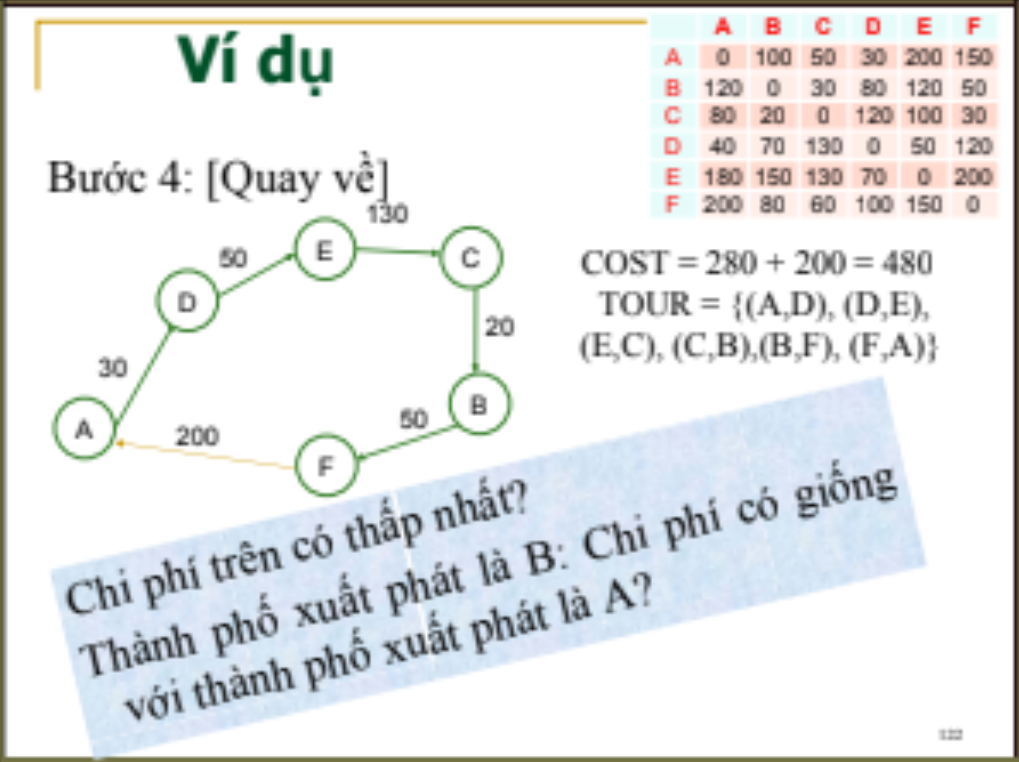 Ví dụ
A B C D E F
A 0 100 50 30 200 150
B 120 0 30 80 120 50
C 80 20 0 120 100 30
D 40 70 130 0 50 120
E 180 150 130 70 0 200
F 200 80 60 100 150 0
Bước 4: [Quay về]
130
E
C
50
D
20
30
A
200
50
B
F
COST = 280 + 200 = 480
TOUR = {(A,D), (D,E),
(E,C), (C,B),(B,F), (F,A)}
Chi phí trên có thấp nhất?
Thành phố xuất phát là B: Chi phí có giống
với thành phố xuất phát là A?
122